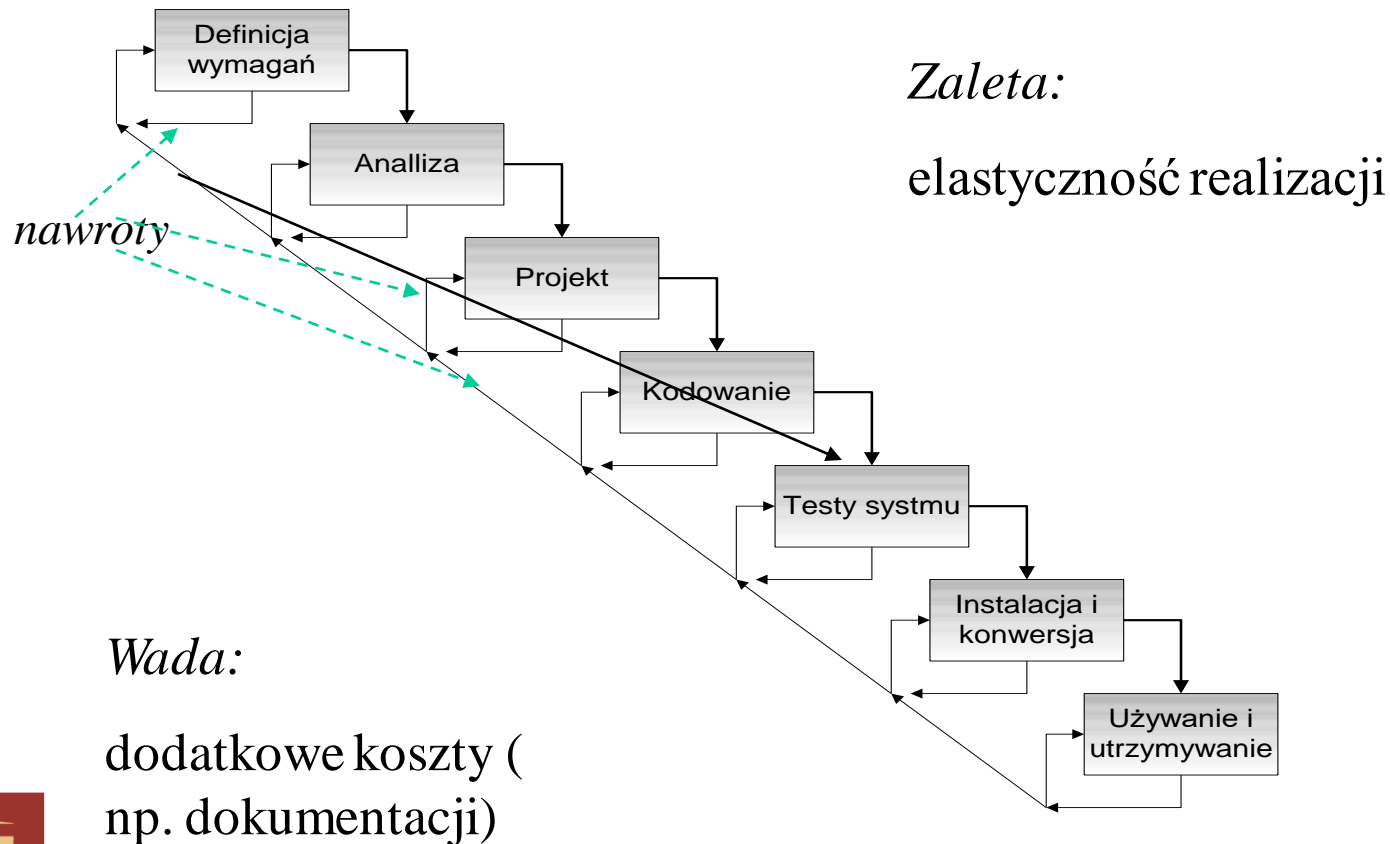 Definicja
wymagań
Zaleta:
elastyczność realizacji
Analliza
nawroty
Projekt
Kodowanie
Testy systmu
Instalacja i
konwersja
Wada:
dodatkowe koszty (
np. dokumentacji)
Używanie i
utrzymywanie